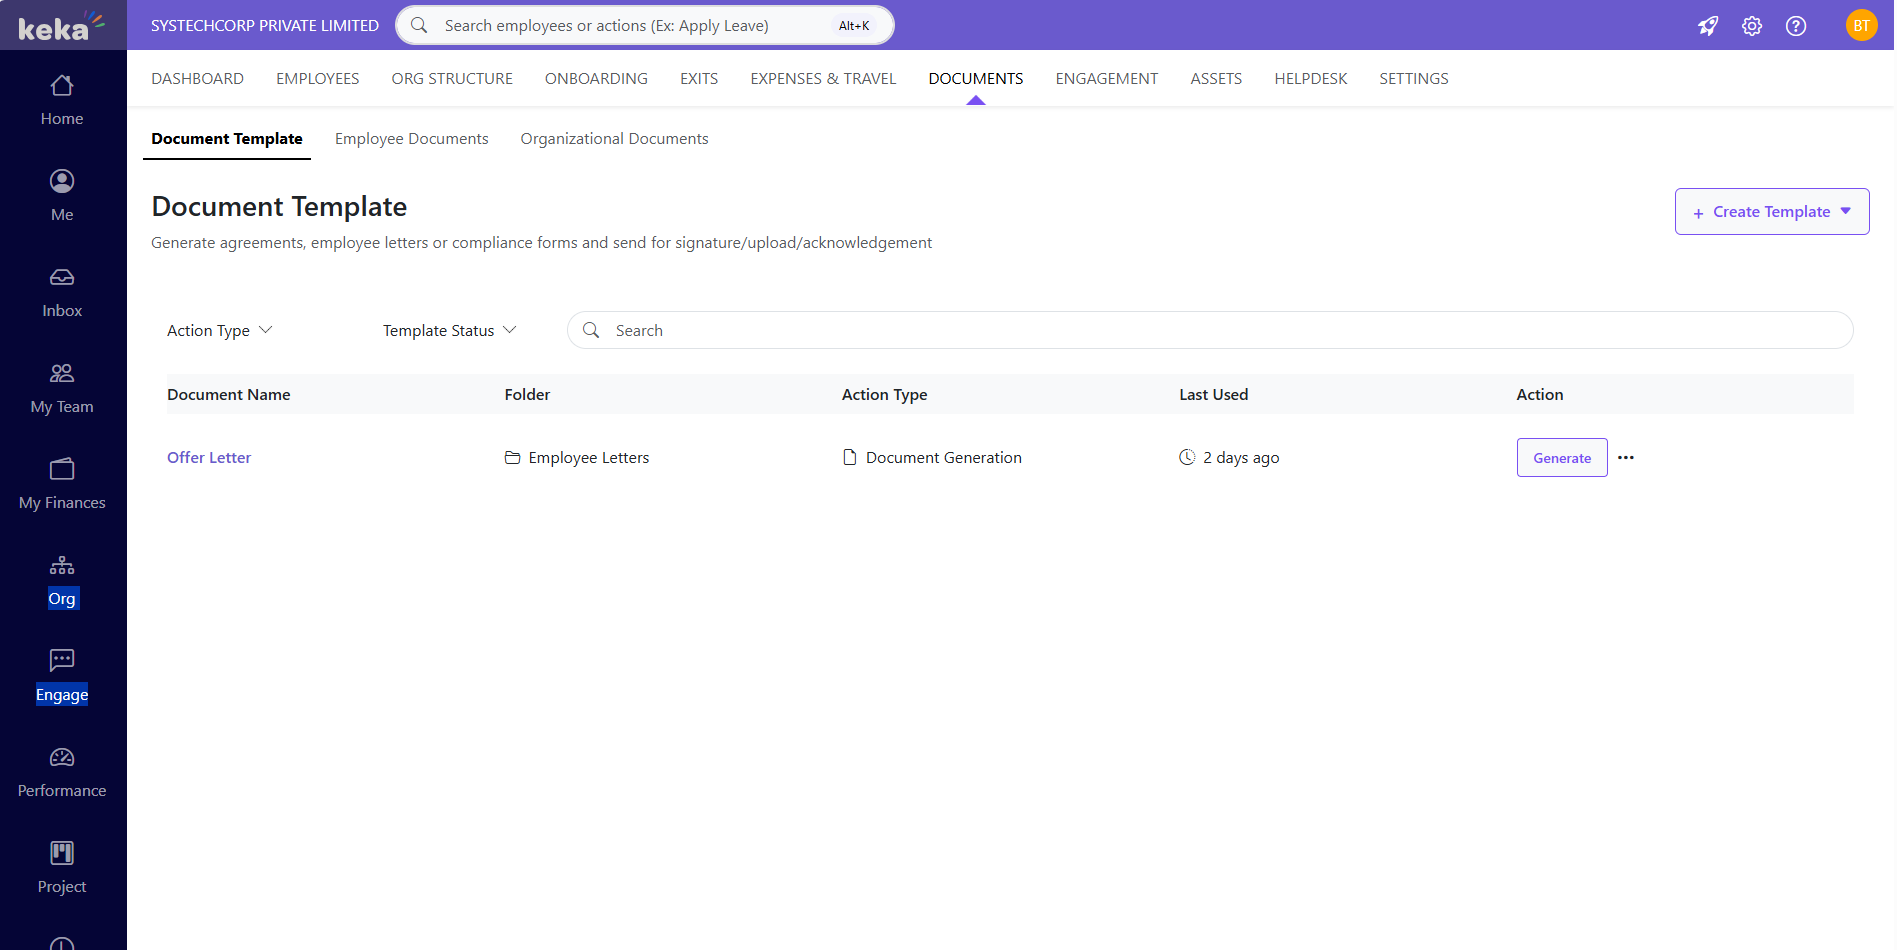 keka
SYSTECHCORP PRIVATE LIMITED
Search employees or actions (Ex: Apply Leave)
Alt+K
BT
Home
Me
Inbox
My Team
My Finances
Org
Engage
Performance
Project
DASHBOARD EMPLOYEES ORG STRUCTURE ONBOARDING EXITS EXPENSES & TRAVEL DOCUMENTS ENGAGEMENT ASSETS HELPDESK SETTINGS
Document Template Employee Documents Organizational Documents
Document Template
+ Create Template
Generate agreements, employee letters or compliance forms and send for signature/upload/acknowledgement
Action Type Template Status Search
Document Name Folder Action Type Last Used Action
Offer Letter Employee Letters Document Generation 2 days ago Generate